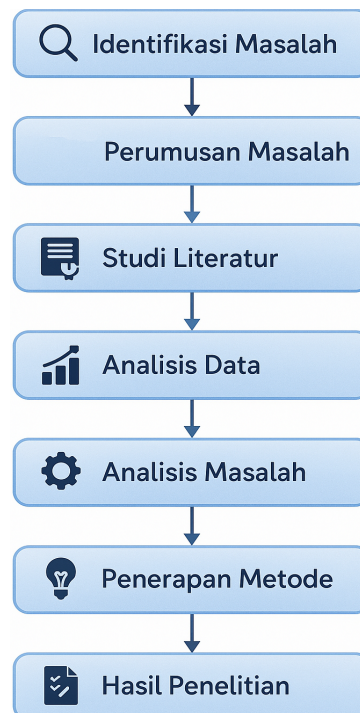 Identifikasi Masalah
Perumusan Masalah
Studi Literatur
Analisis Data
Analisis Masalah
Penerapan Metode
Hasil Penelitian